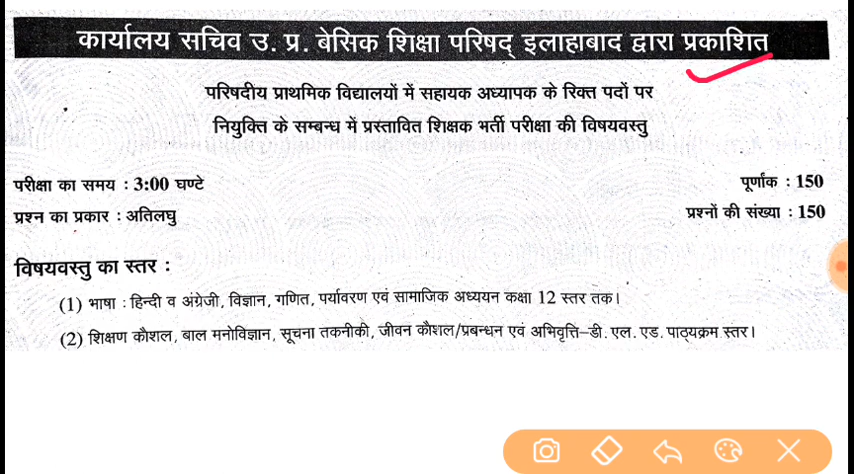 कार्यालय सचिव उ. प्र. बेसिक शिक्षा परिषद् इलाहाबाद द्वारा प्रकाशित
परिषदीय प्राथमिक विद्यालयों में सहायक अध्यापक के रिक्त पदों पर
नियुक्ति के सम्बन्ध में प्रस्तावित शिक्षक भर्ती परीक्षा की विषयवस्तु
परीक्षा का समय : 3:00 घण्टे पूर्णांक : 150
प्रश्न का प्रकार : अतिलघु प्रश्नों की संख्या : 150
विषयवस्तु का स्तर :
(1) भाषा : हिन्दी व अंग्रेजी, विज्ञान, गणित, पर्यावरण एवं सामाजिक अध्ययन कक्षा 12 स्तर तक।
(2) शिक्षण कौशल, बाल मनोविज्ञान, सूचना तकनीकी, जीवन कौशल/प्रबन्धन एवं अभिवृत्ति–डी. एल. एड. पाठ्यक्रम स्तर।